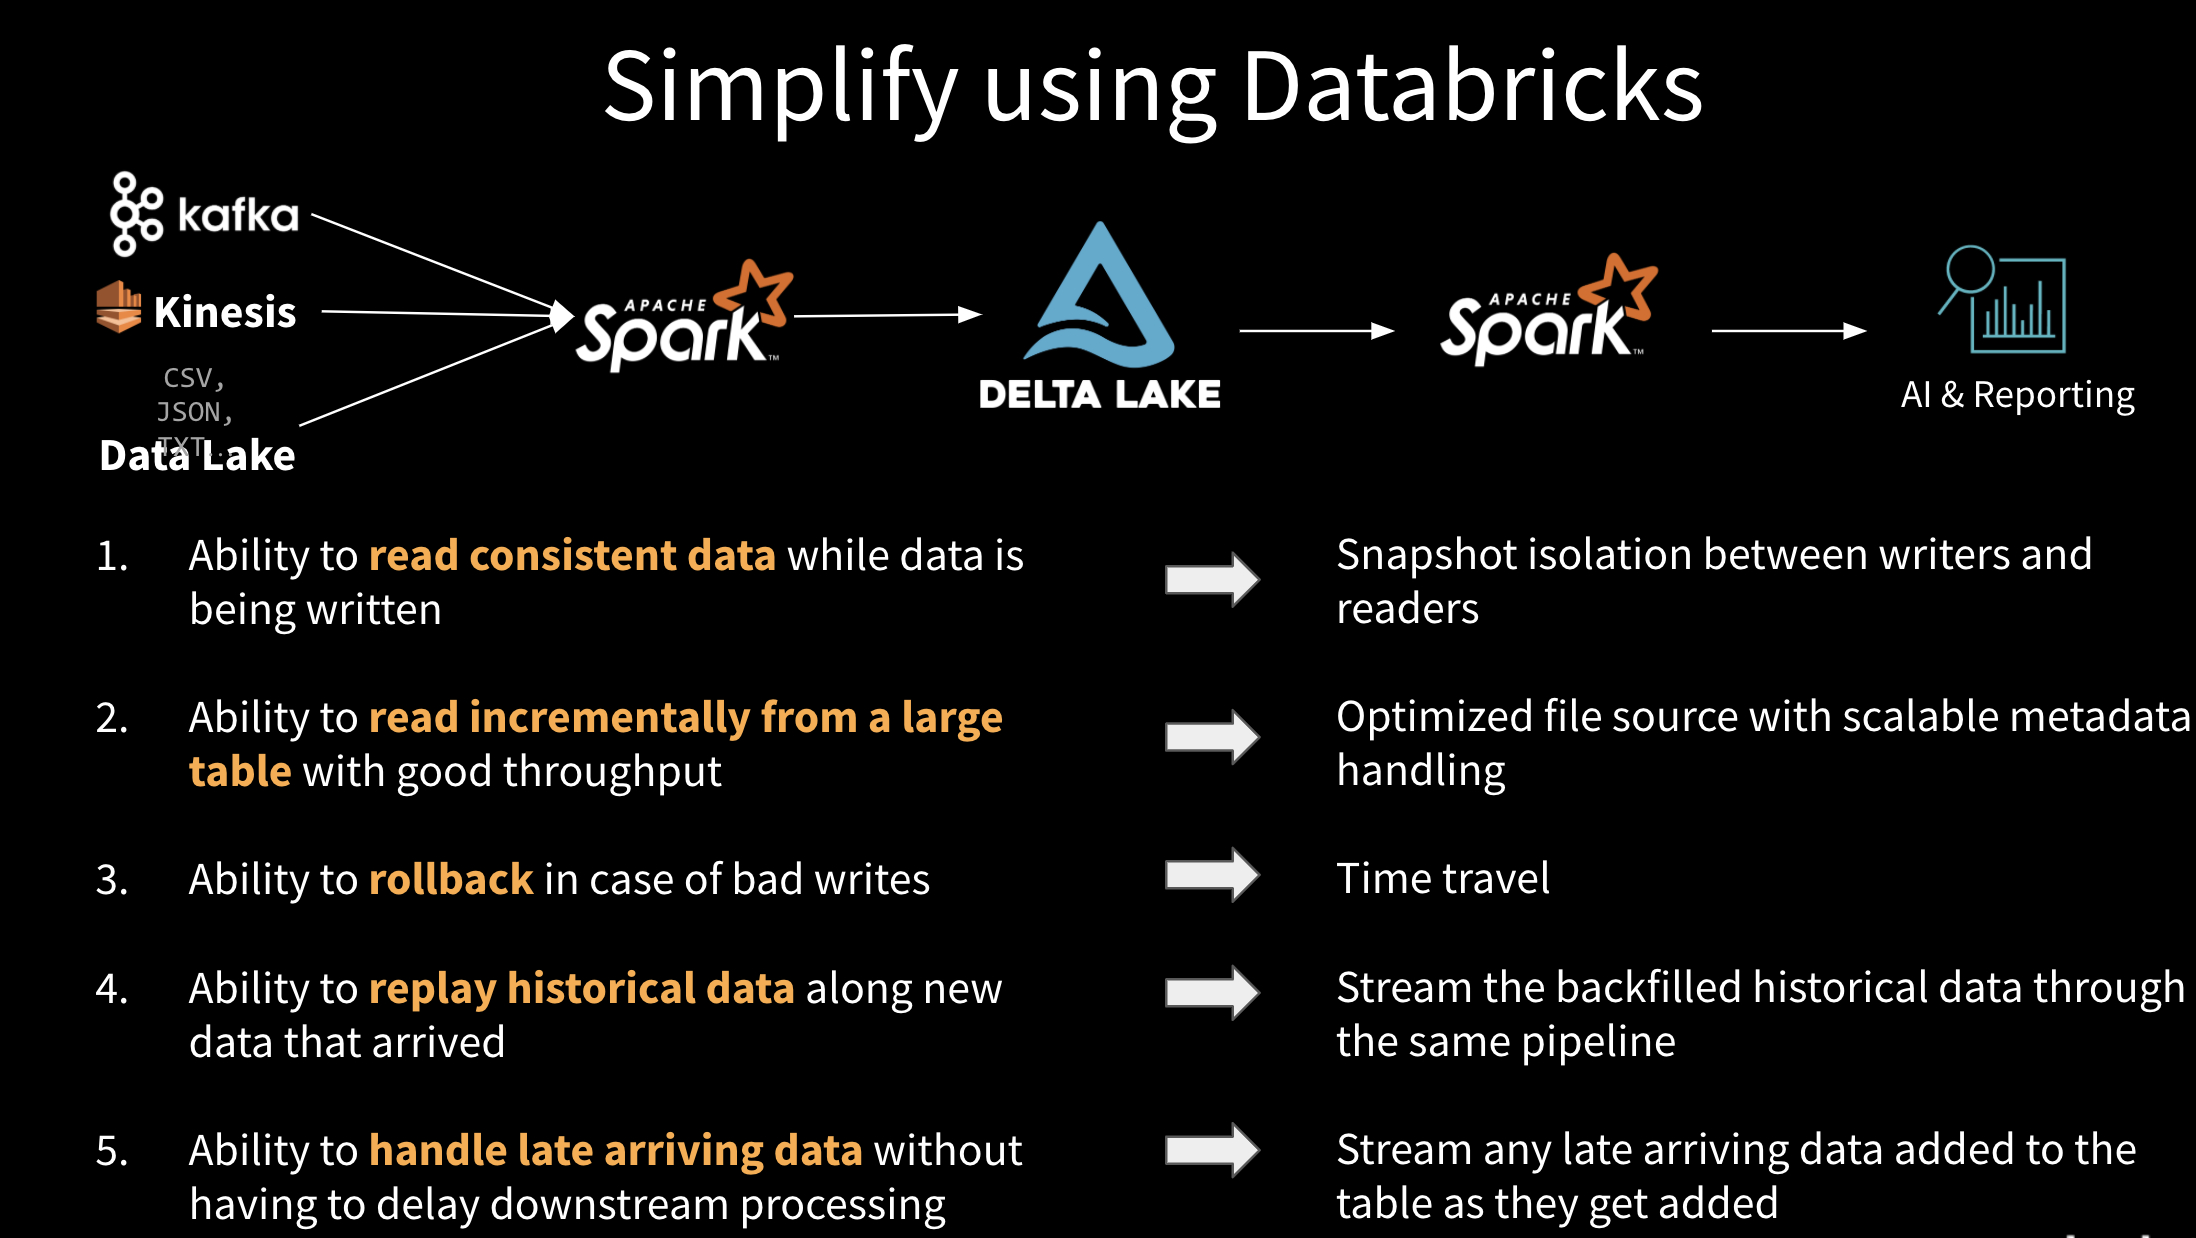 Simplify using Databricks
kafka
Kinesis
CSV,
JSON,
TXT...
Data Lake
APACHE
Spark™
DELTA LAKE
APACHE
Spark™
AI & Reporting
1. Ability to read consistent data while data is
being written
Snapshot isolation between writers and
readers
2. Ability to read incrementally from a large
table with good throughput
Optimized file source with scalable metadata
handling
3. Ability to rollback in case of bad writes
Time travel
4. Ability to replay historical data along new
data that arrived
Stream the backfilled historical data through
the same pipeline
5. Ability to handle late arriving data without
having to delay downstream processing
Stream any late arriving data added to the
table as they get added